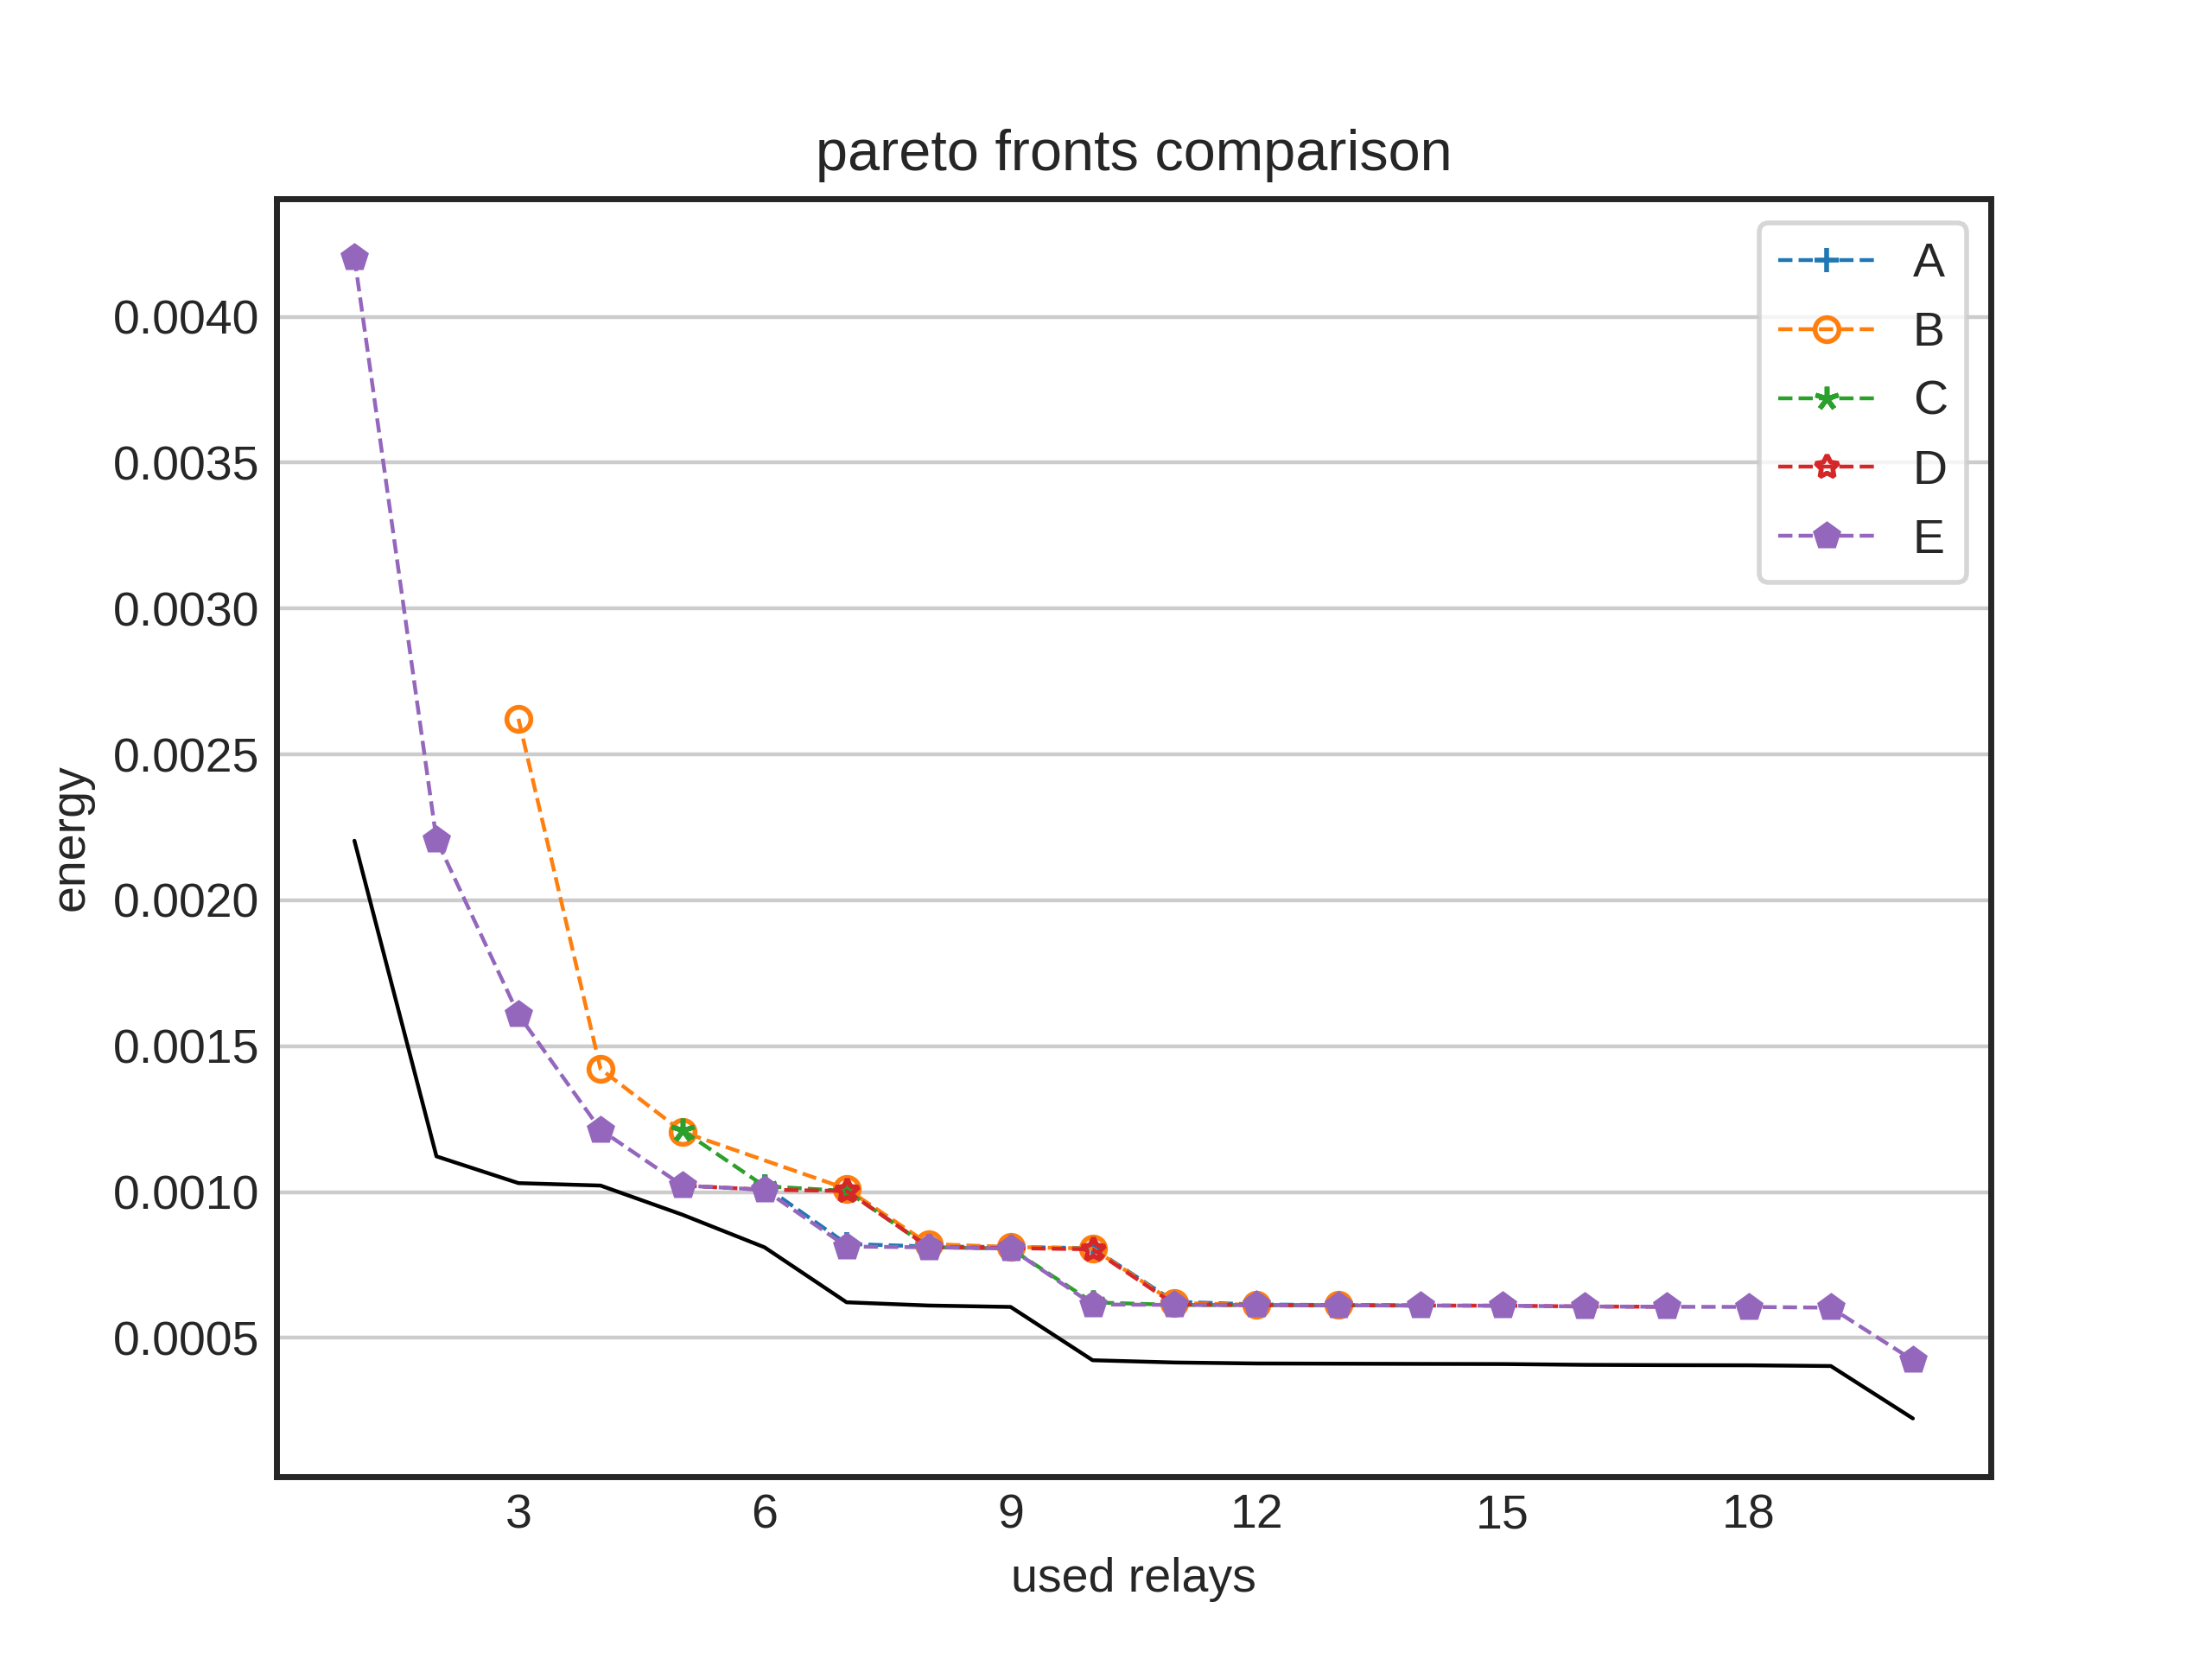 pareto fronts comparison
A
B
C
D
E
0.0040
0.0035
0.0030
0.0025
0.0020
0.0015
0.0010
0.0005
energy
3 6 9 12 15 18
used relays